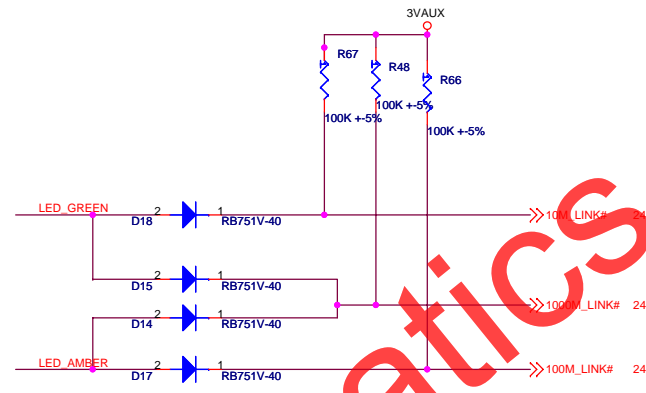 3VAUX
R67
R48
R66
100K +-5%
100K +-5%
100K +-5%
LED_GREEN
2
1
D18
RB751V-40
10M_LINK#
24
2
1
D15
RB751V-40
2
1
D14
RB751V-40
1000M_LINK#
24
LED_AMBER
2
1
D17
RB751V-40
100M_LINK#
24
atics